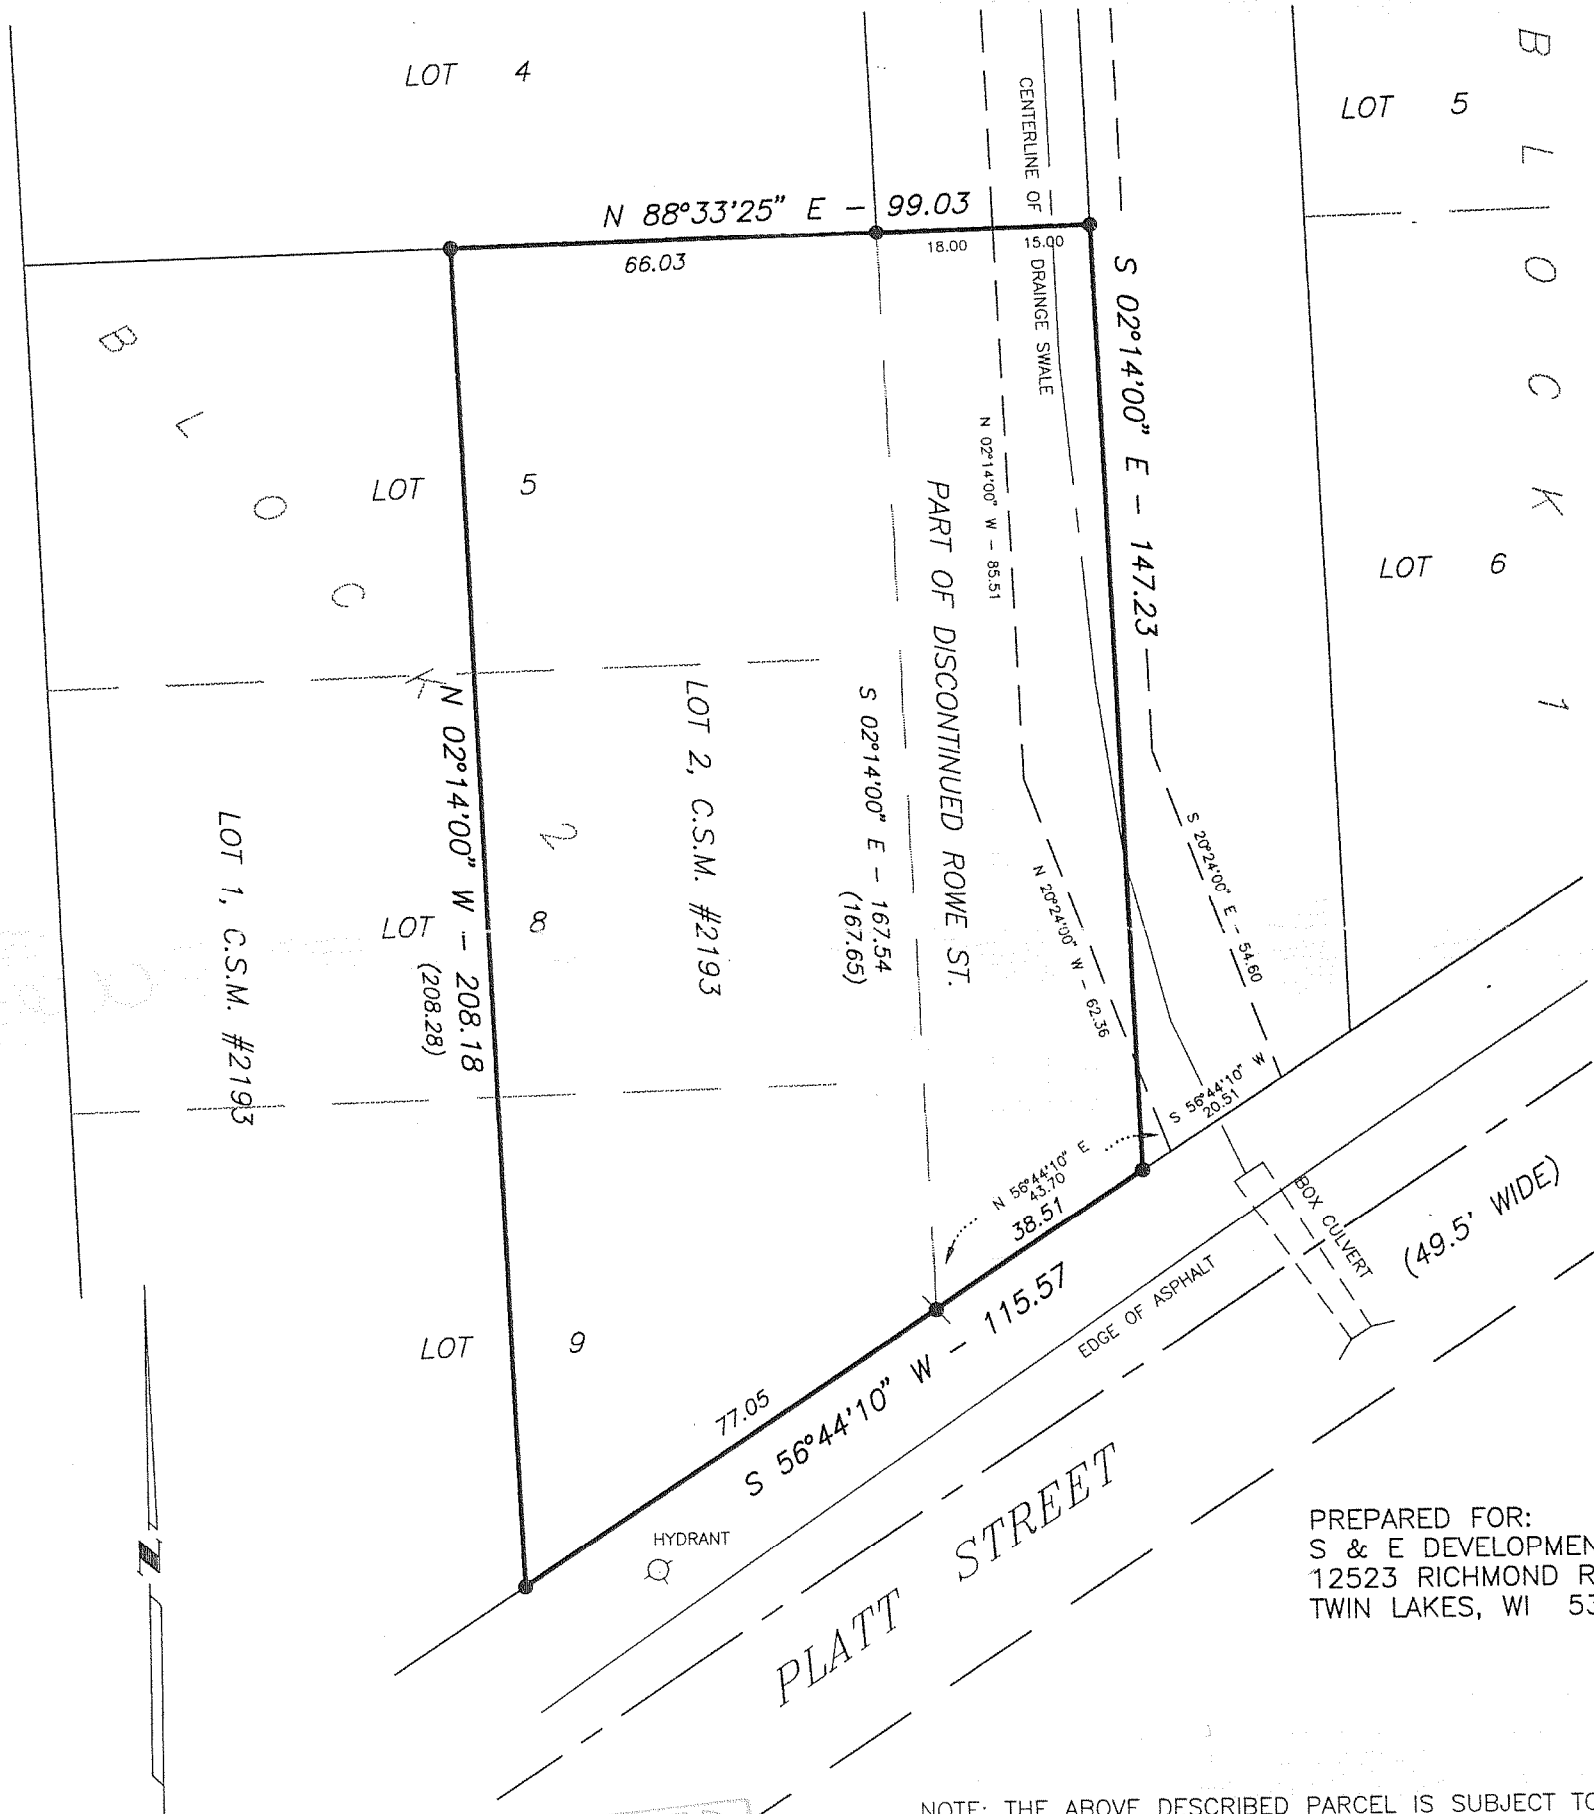 LOT 4
LOT 5
BLOCK 1
CENTERLINE OF DRAINGE SWALE
N 88°33'25" E - 99.03
66.03
18.00
15.00
S 02°14'00" E - 147.23
BLOCK 2
LOT 5
N 02°14'00" W - 85.51
PART OF DISCONTINUED ROWE ST.
LOT 6
LOT 1, C.S.M. #2193
N 02°14'00" W - 208.18
(208.28)
LOT 2, C.S.M. #2193
S 02°14'00" E - 167.54
(167.65)
LOT 8
N 20°24'00" W - 62.36
S 20°24'00" E - 54.60
S 56°44'10" W
20.51
N 56°44'10" E
43.70
38.51
BOX CULVERT
(49.5' WIDE)
EDGE OF ASPHALT
S 56°44'10" W - 115.57
77.05
LOT 9
HYDRANT
PLATT STREET
N
PREPARED FOR:
S & E DEVELOPMEN
12523 RICHMOND R
TWIN LAKES, WI 53
NOTE: THE ABOVE DESCRIBED PARCEL IS SUBJECT TO